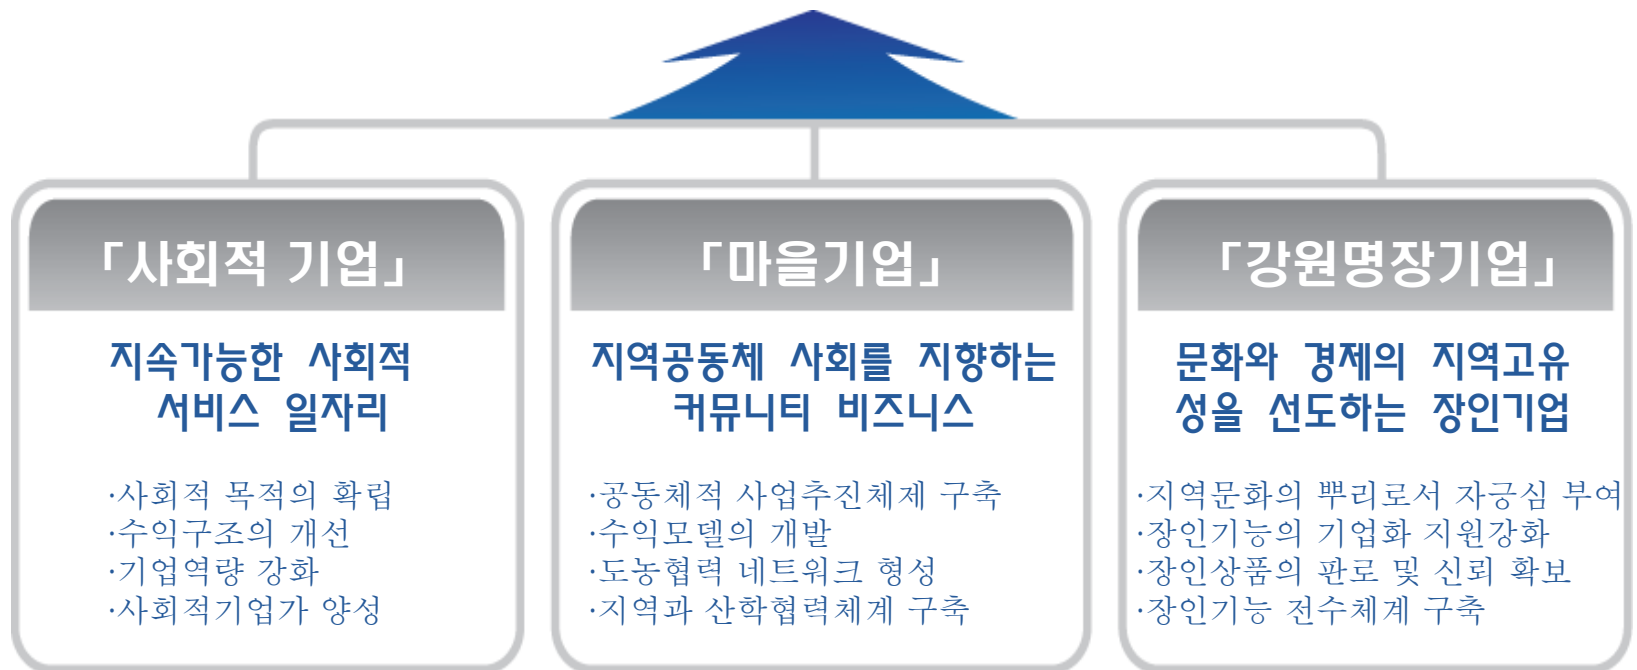 「사회적 기업」
지속가능한 사회적
서비스 일자리
·사회적 목적의 확립
·수익구조의 개선
·기업역량 강화
·사회적기업가 양성
「마을기업」
지역공동체 사회를 지향하는
커뮤니티 비즈니스
·공동체적 사업추진체제 구축
·수익모델의 개발
·도농협력 네트워크 형성
·지역과 산학협력체계 구축
「강원명장기업」
문화와 경제의 지역고유
성을 선도하는 장인기업
·지역문화의 뿌리로서 자긍심 부여
·장인기능의 기업화 지원강화
·장인상품의 판로 및 신뢰 확보
·장인기능 전수체계 구축